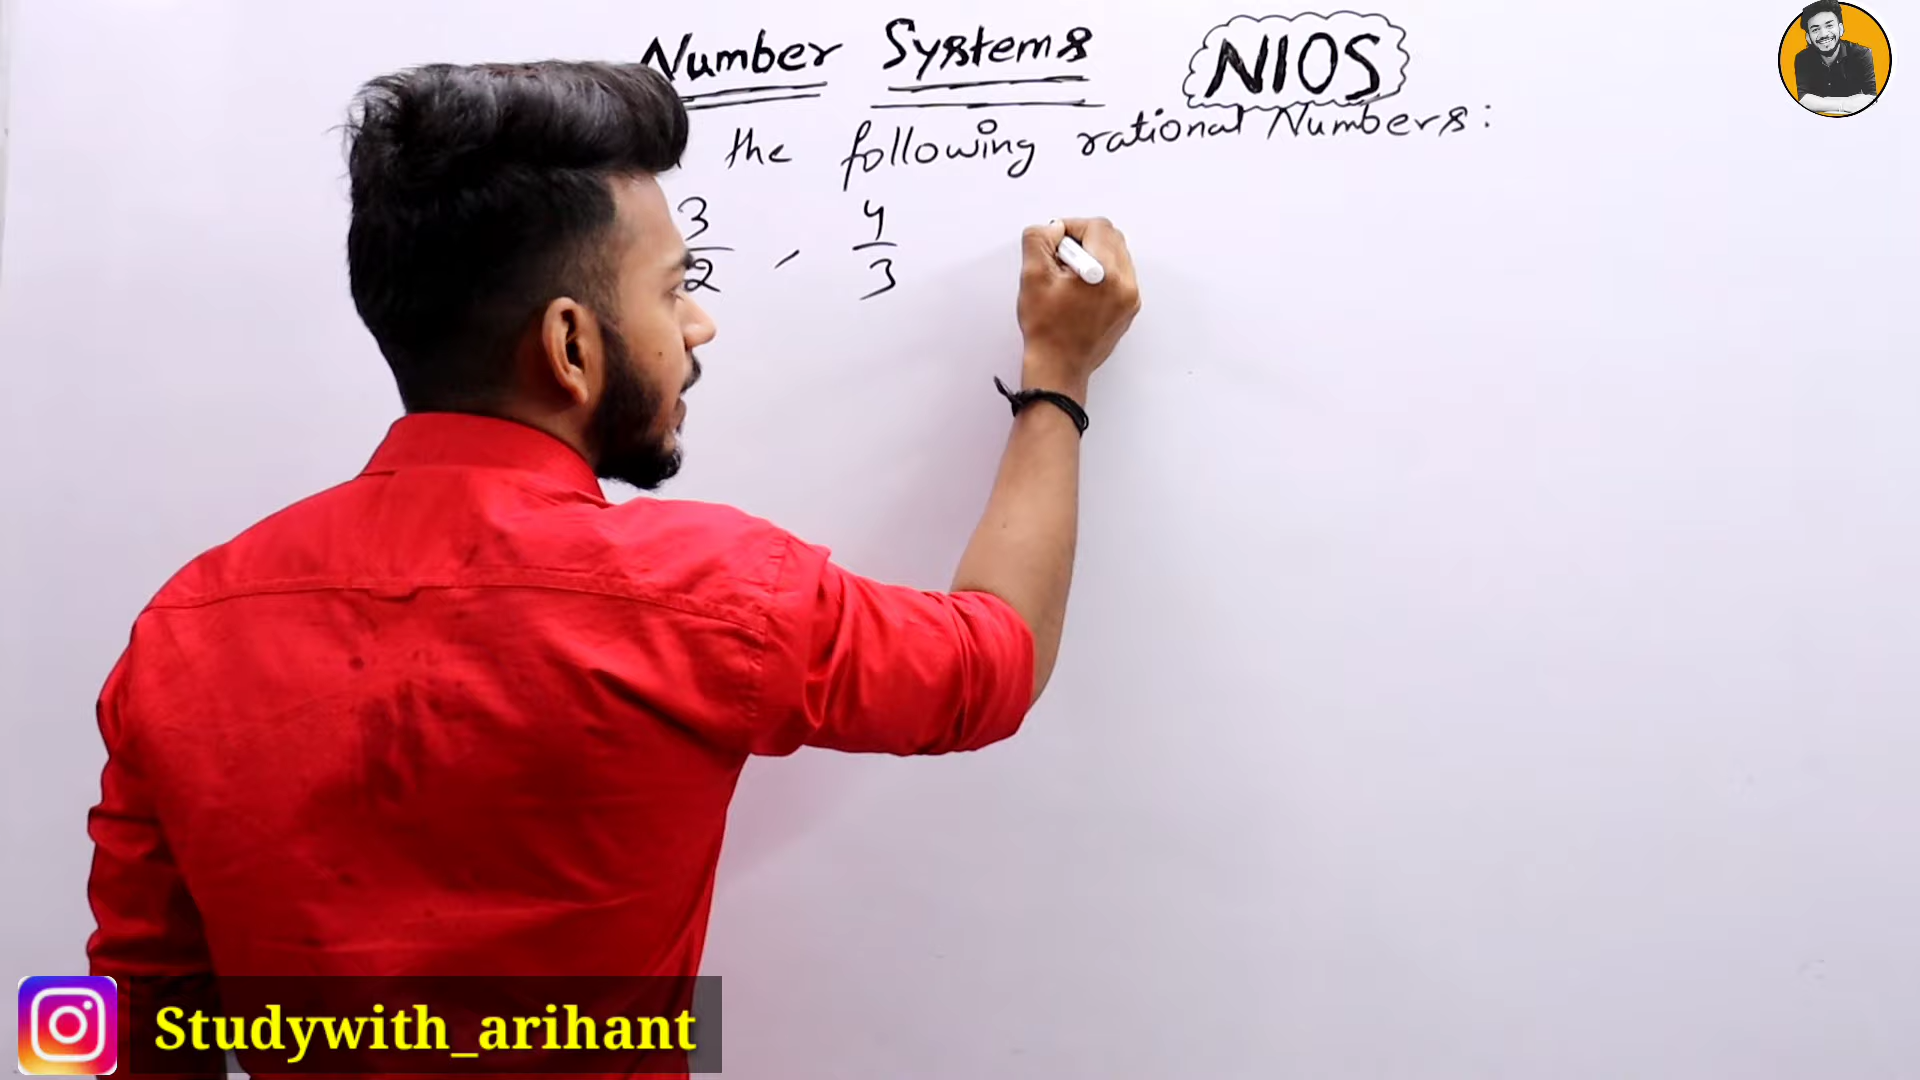 Number Systems NIOS
the following rational Numbers:
3/2 , 4/3
Studywith_arihant